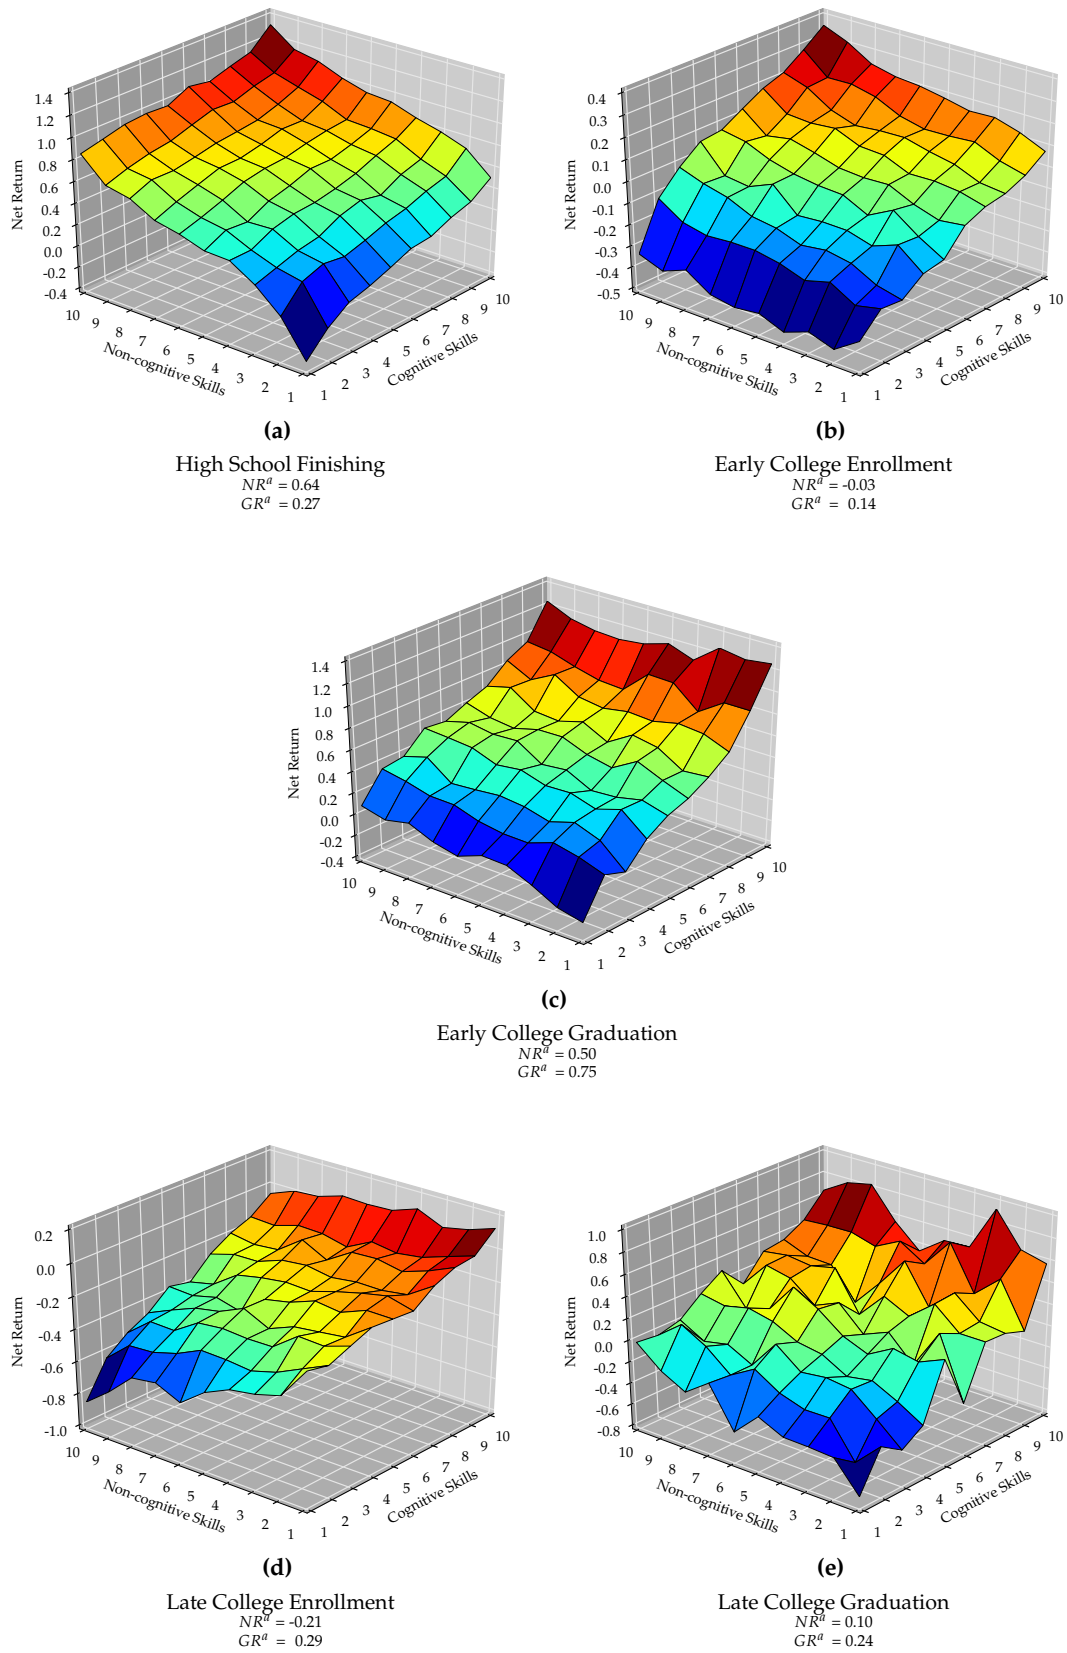 1.4
1.2
1.0
0.8
0.6
0.4
0.2
0.0
-0.2
-0.4
Net Return
10 9 8 7 6 5 4 3 2 1
Non-cognitive Skills
1 2 3 4 5 6 7 8 9 10
Cognitive Skills
(a)
High School Finishing
NRᵃ = 0.64
GRᵃ = 0.27
0.4
0.3
0.2
0.1
0.0
-0.1
-0.2
-0.3
-0.4
-0.5
Net Return
10 9 8 7 6 5 4 3 2 1
Non-cognitive Skills
1 2 3 4 5 6 7 8 9 10
Cognitive Skills
(b)
Early College Enrollment
NRᵃ = -0.03
GRᵃ = 0.14
1.4
1.2
1.0
0.8
0.6
0.4
0.2
0.0
-0.2
-0.4
Net Return
10 9 8 7 6 5 4 3 2 1
Non-cognitive Skills
1 2 3 4 5 6 7 8 9 10
Cognitive Skills
(c)
Early College Graduation
NRᵃ = 0.50
GRᵃ = 0.75
0.2
0.0
-0.2
-0.4
-0.6
-0.8
-1.0
Net Return
10 9 8 7 6 5 4 3 2 1
Non-cognitive Skills
1 2 3 4 5 6 7 8 9 10
Cognitive Skills
(d)
Late College Enrollment
NRᵃ = -0.21
GRᵃ = 0.29
1.0
0.8
0.6
0.4
0.2
0.0
-0.2
-0.4
-0.6
-0.8
Net Return
10 9 8 7 6 5 4 3 2 1
Non-cognitive Skills
1 2 3 4 5 6 7 8 9 10
Cognitive Skills
(e)
Late College Graduation
NRᵃ = 0.10
GRᵃ = 0.24